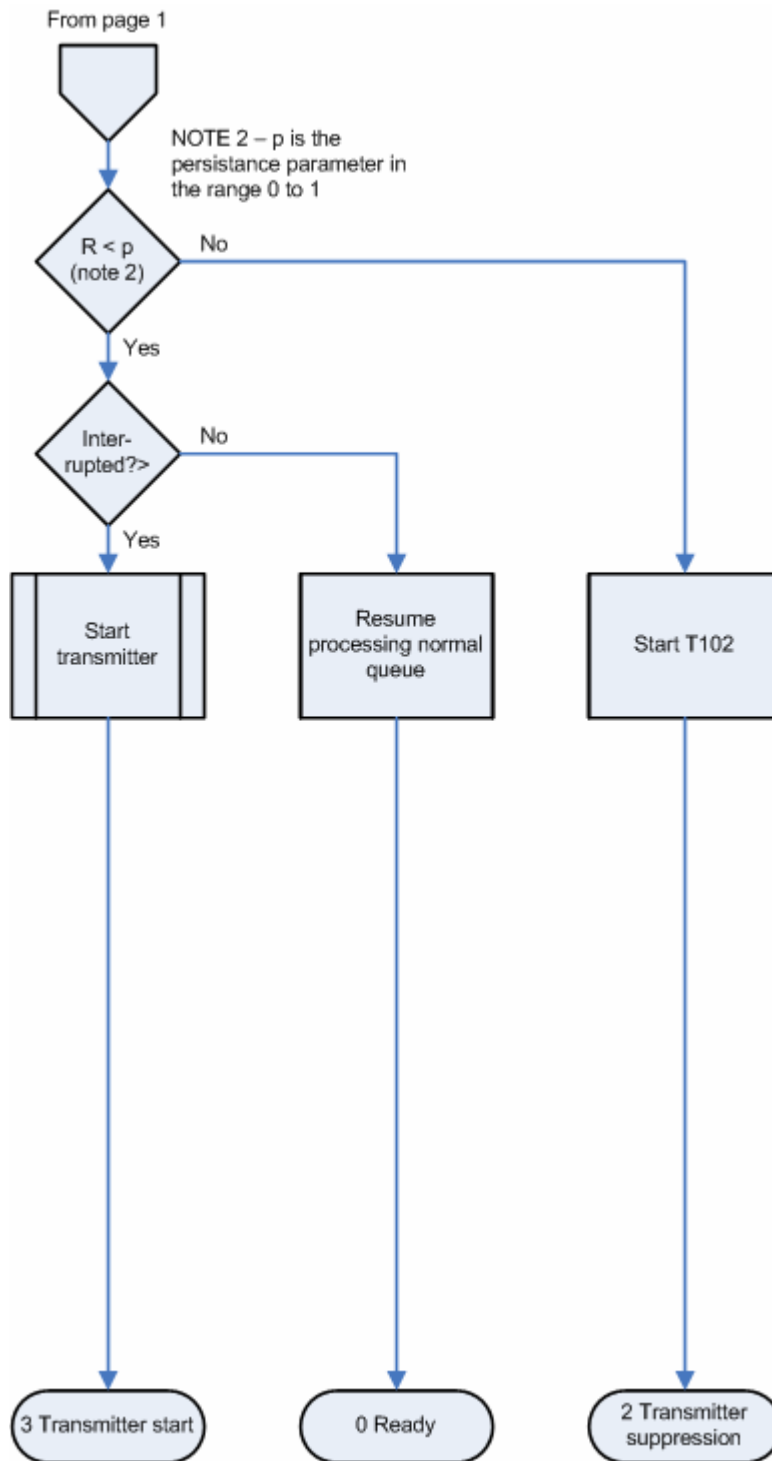 From page 1
NOTE 2 – p is the
persistance parameter in
the range 0 to 1
R < p
(note 2)
No
Yes
Inter-
rupted?>
No
Yes
Start
transmitter
Resume
processing normal
queue
Start T102
3 Transmitter start
0 Ready
2 Transmitter
suppression